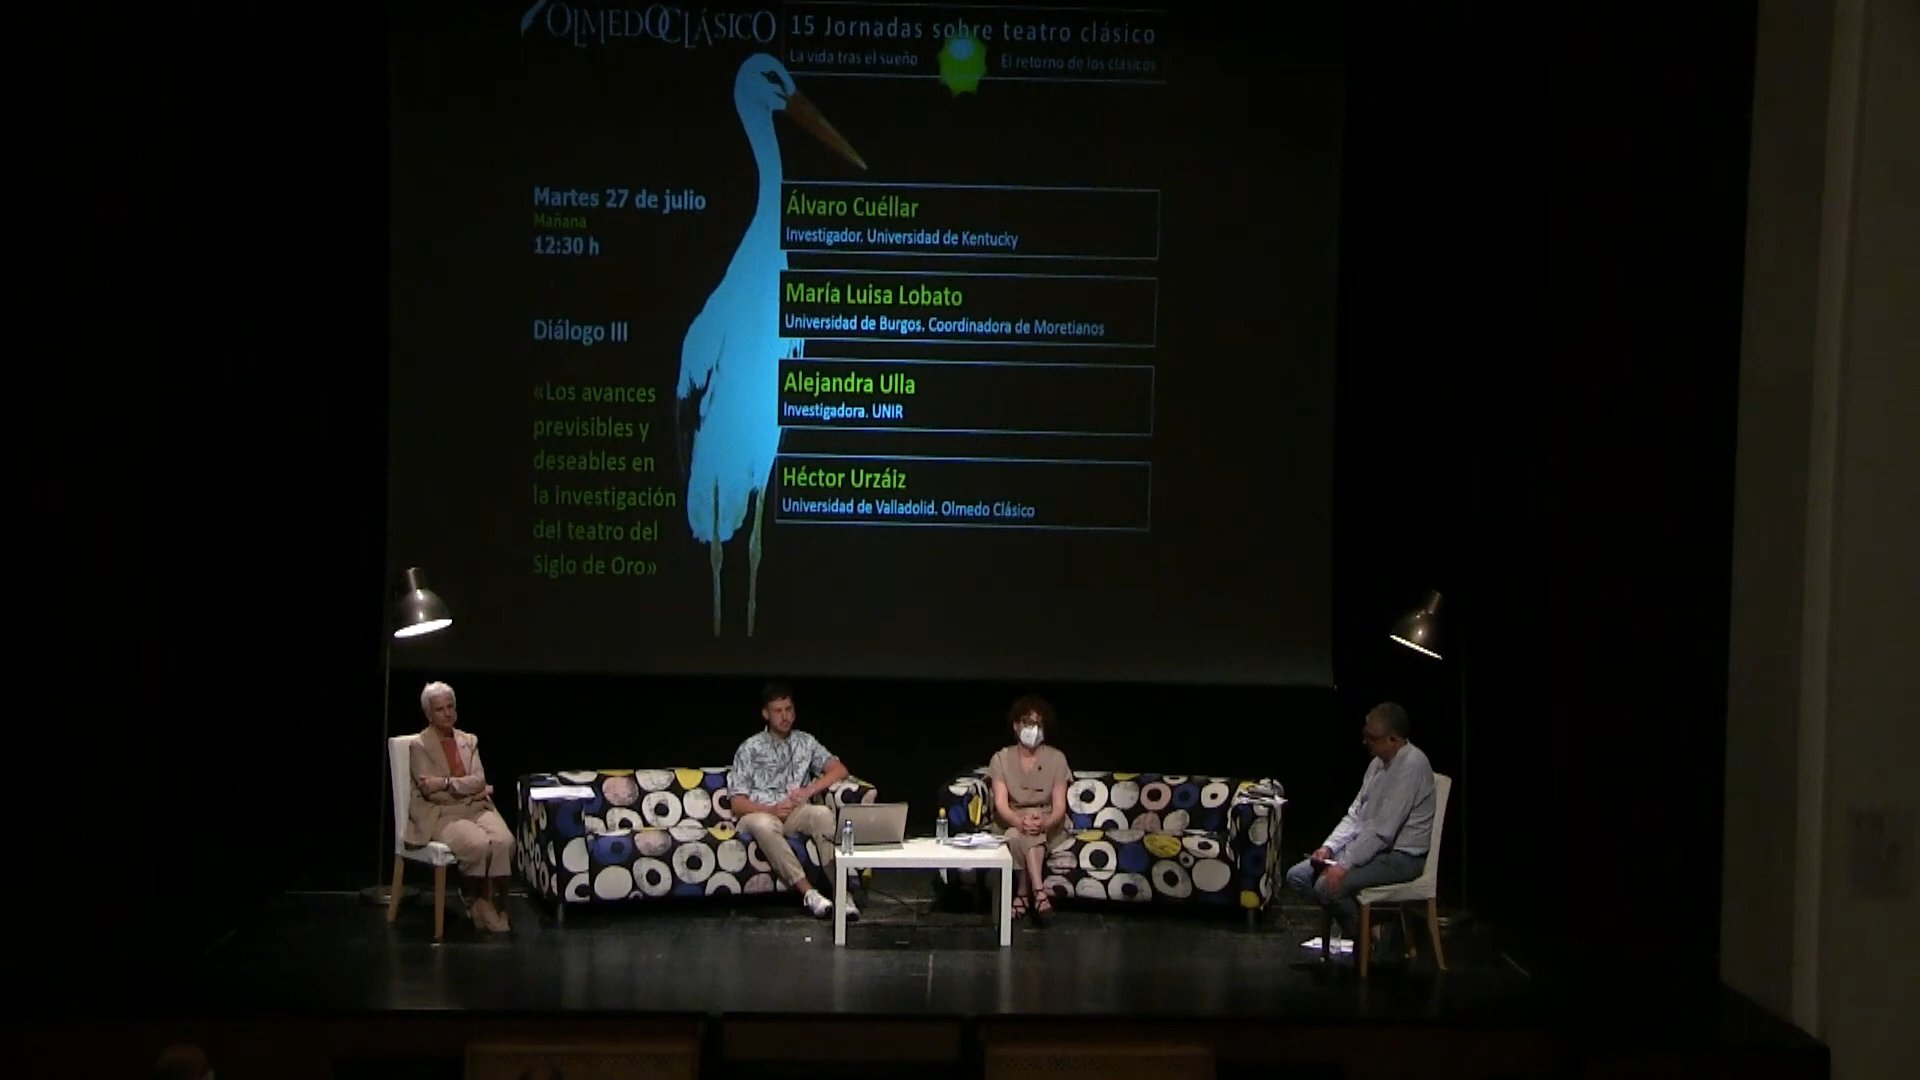 OLMEDOCLÁSICO
15 Jornadas sobre teatro clásico
La vida tras el sueño
El retorno de los clásicos
Martes 27 de julio
Mañana
12:30 h
Diálogo III
«Los avances
previsibles y
deseables en
la investigación
del teatro del
Siglo de Oro»
Álvaro Cuéllar
Investigador. Universidad de Kentucky
María Luisa Lobato
Universidad de Burgos. Coordinadora de Moretianos
Alejandra Ulla
Investigadora. UNIR
Héctor Urzáiz
Universidad de Valladolid. Olmedo Clásico